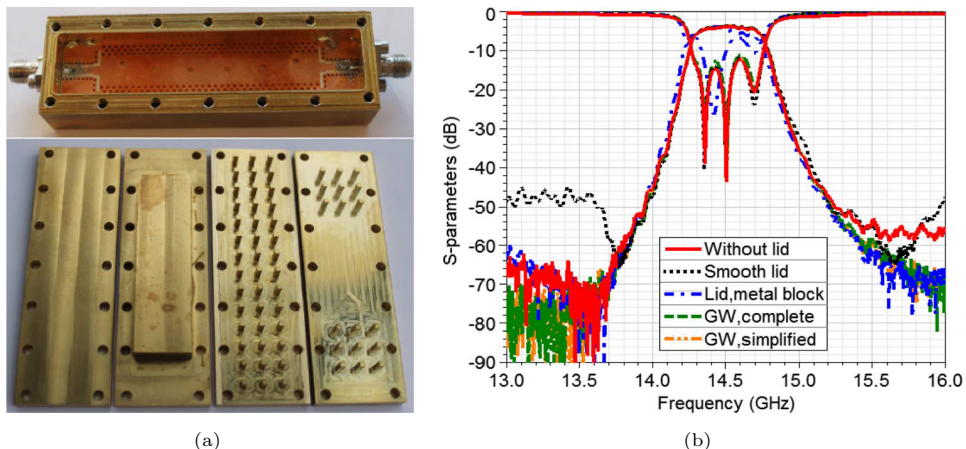 0
-10
-20
-30
-40
-50
-60
-70
-80
-90
S-parameters (dB)
Without lid
Smooth lid
Lid,metal block
GW,complete
GW,simplified
13.0 13.5 14.0 14.5 15.0 15.5 16.0
Frequency (GHz)
(a) (b)